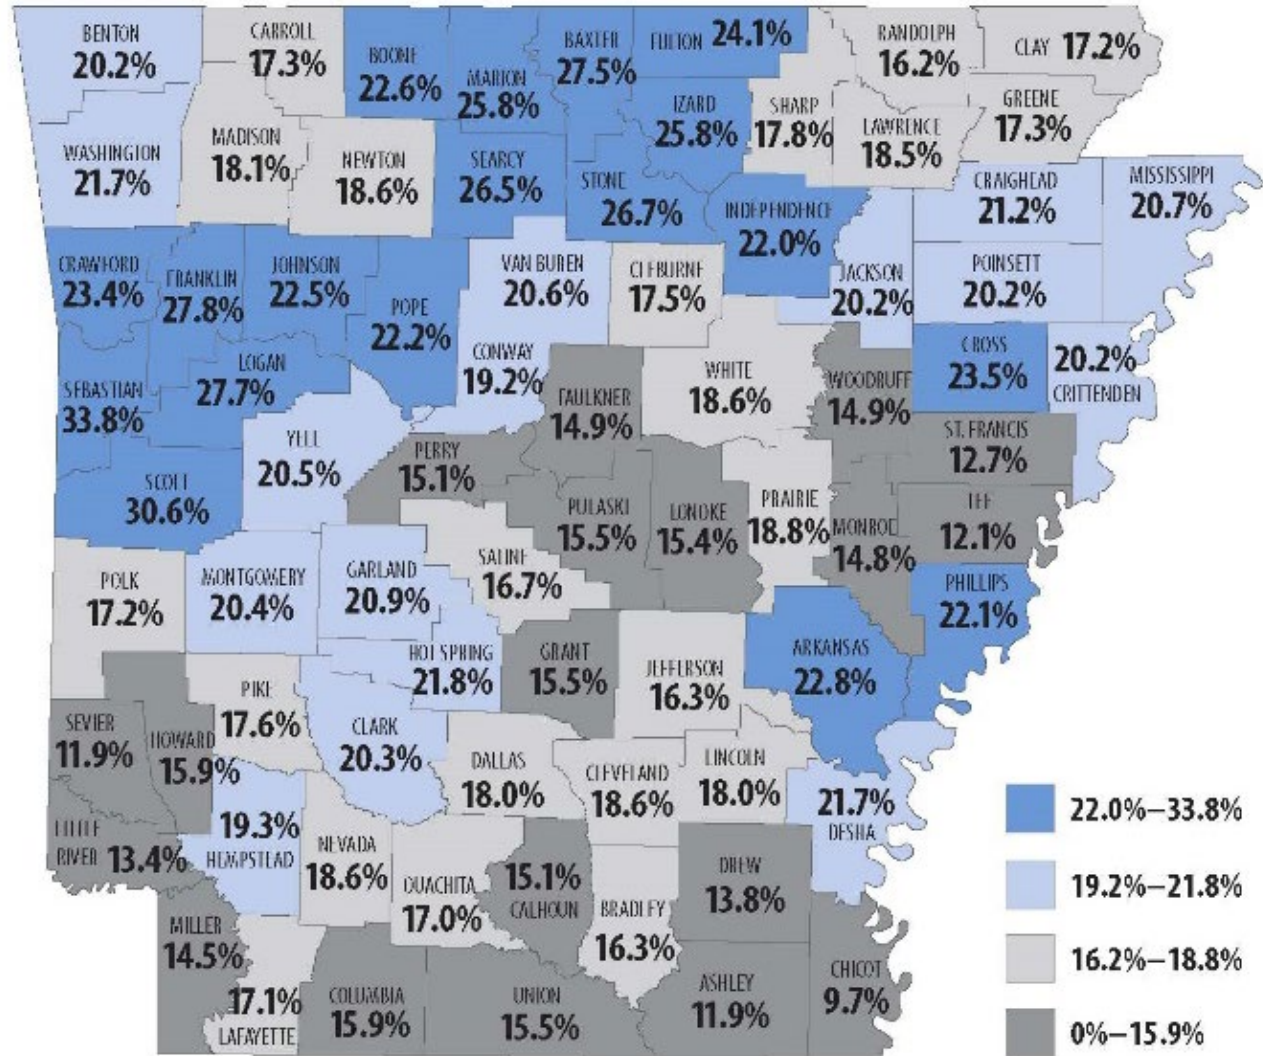 BENTON
20.2%
CARROLL
17.3%
BOONE
22.6%
MARION
25.8%
BAXTER
27.5%
FULTON 24.1%
RANDOLPH
16.2%
CLAY 17.2%
IZARD
25.8%
SHARP
17.8%
LAWRENCE
18.5%
GREENE
17.3%
WASHINGTON
21.7%
MADISON
18.1%
NEWTON
18.6%
SEARCY
26.5%
STONE
26.7%
INDEPENDENCE
22.0%
CRAIGHEAD
21.2%
MISSISSIPPI
20.7%
CRAWFORD
23.4%
FRANKLIN
27.8%
JOHNSON
22.5%
POPE
22.2%
VAN BUREN
20.6%
CLEBURNE
17.5%
JACKSON
20.2%
POINSETT
20.2%
SEBASTIAN
33.8%
LOGAN
27.7%
CONWAY
19.2%
FAULKNER
14.9%
WHITE
18.6%
WOODRUFF
14.9%
CROSS
23.5%
20.2%
CRITTENDEN
YELL
20.5%
PERRY
15.1%
ST. FRANCIS
12.7%
SCOTT
30.6%
PULASKI
15.5%
LONOKE
15.4%
PRAIRIE
18.8%
MONROE
14.8%
LEE
12.1%
POLK
17.2%
MONTGOMERY
20.4%
GARLAND
20.9%
SALINE
16.7%
PHILLIPS
22.1%
HOT SPRING
21.8%
GRANT
15.5%
JEFFERSON
16.3%
ARKANSAS
22.8%
SEVIER
11.9%
HOWARD
15.9%
PIKE
17.6%
CLARK
20.3%
DALLAS
18.0%
CLEVELAND
18.6%
LINCOLN
18.0%
21.7%
DESHA
LITTLE
RIVER 13.4%
19.3%
HEMPSTEAD
NEVADA
18.6%
OUACHITA
17.0%
15.1%
CALHOUN
BRADLEY
16.3%
DREW
13.8%
MILLER
14.5%
17.1%
LAFAYETTE
COLUMBIA
15.9%
UNION
15.5%
ASHLEY
11.9%
CHICOT
9.7%
22.0%–33.8%
19.2%–21.8%
16.2%–18.8%
0%–15.9%